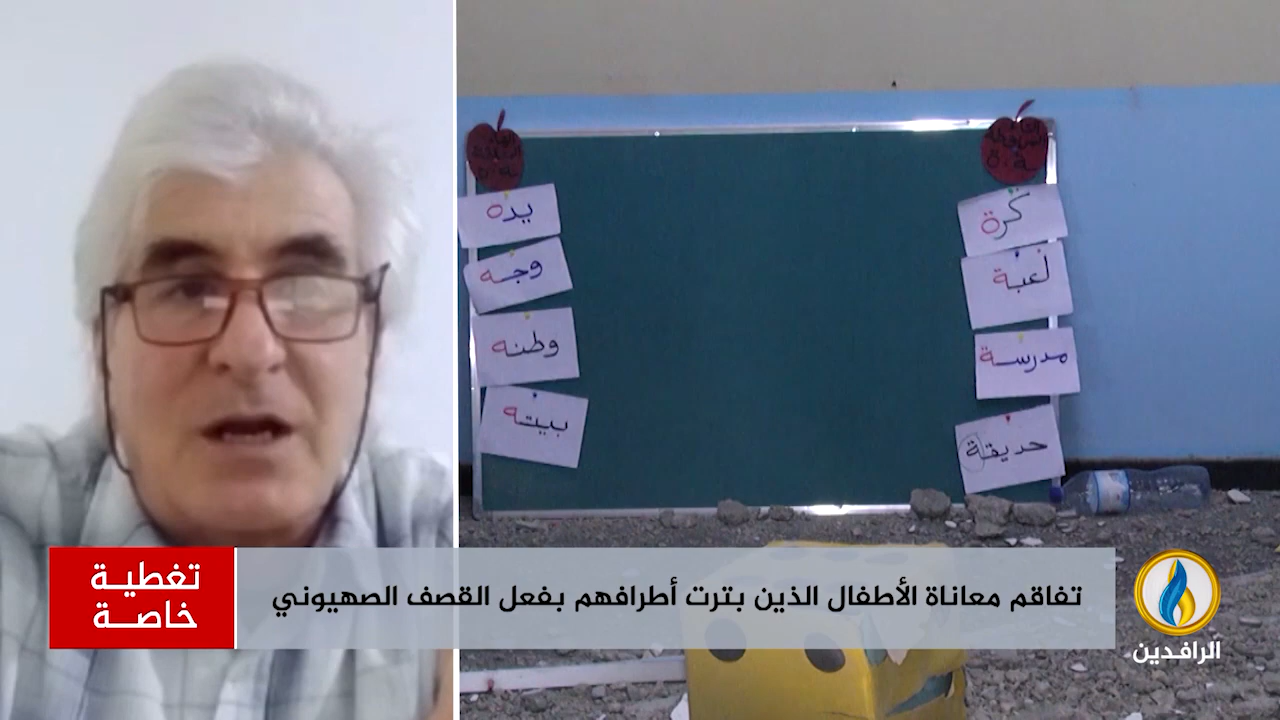 كرة
لعبة
مدرسة
حديقة
يده
وجه
وطنه
بيته
تغطية
خاصة
تفاقم معاناة الأطفال الذين بترت أطرافهم بفعل القصف الصهيوني
الرافدين